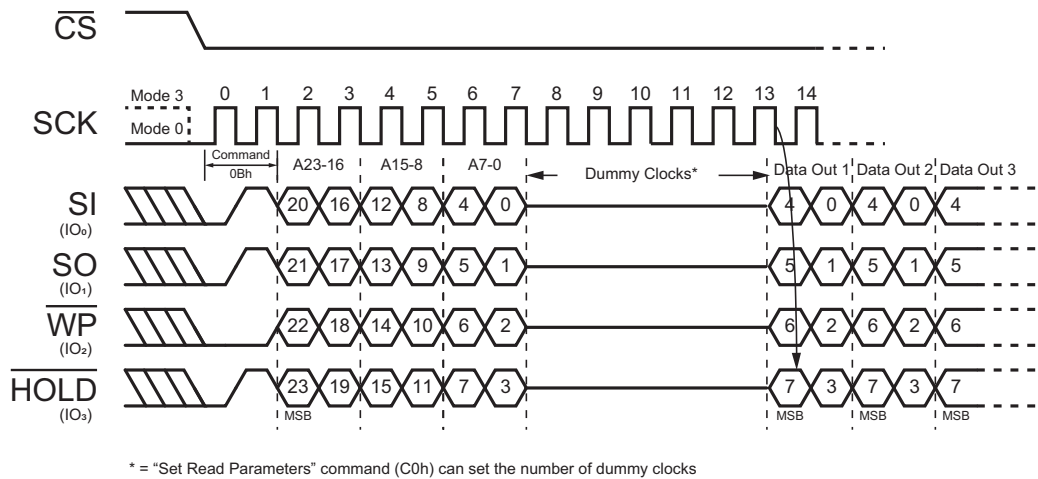 CS
Mode 3 0 1 2 3 4 5 6 7 8 9 10 11 12 13 14
SCK
Mode 0
Command
0Bh
A23-16 A15-8 A7-0 Dummy Clocks* Data Out 1 Data Out 2 Data Out 3
SI 20 16 12 8 4 0 4 0 4 0 4
(IO₀)
SO 21 17 13 9 5 1 5 1 5 1 5
(IO₁)
WP 22 18 14 10 6 2 6 2 6 2 6
(IO₂)
HOLD 23 19 15 11 7 3 7 3 7 3 7
(IO₃)
MSB MSB MSB MSB
* = “Set Read Parameters” command (C0h) can set the number of dummy clocks